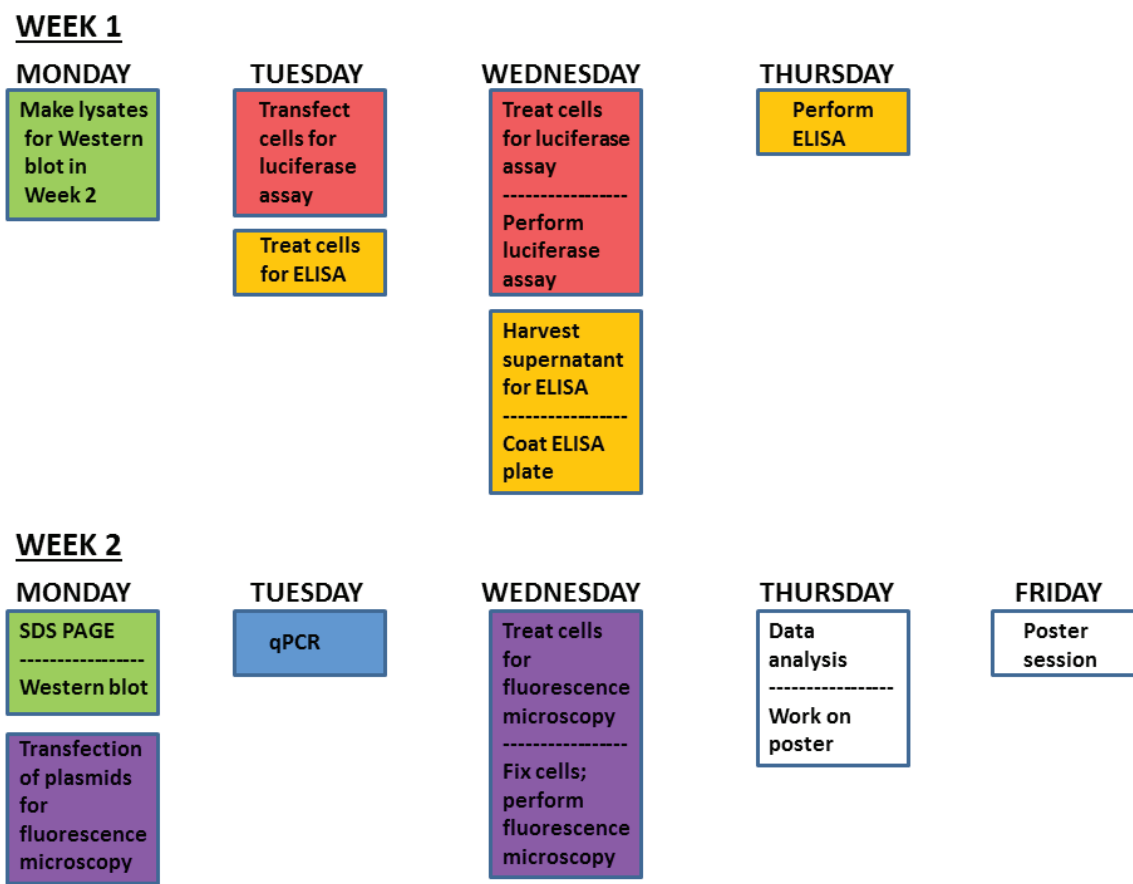 WEEK 1
MONDAY
Make lysates
for Western
blot in
Week 2
TUESDAY
Transfect
cells for
luciferase
assay
Treat cells
for ELISA
WEDNESDAY
Treat cells
for luciferase
assay
-----------------
Perform
luciferase
assay
Harvest
supernatant
for ELISA
-----------------
Coat ELISA
plate
THURSDAY
Perform
ELISA
WEEK 2
MONDAY
SDS PAGE
-----------------
Western blot
Transfection
of plasmids
for
fluorescence
microscopy
TUESDAY
qPCR
WEDNESDAY
Treat cells
for
fluorescence
microscopy
-----------------
Fix cells;
perform
fluorescence
microscopy
THURSDAY
Data
analysis
-----------------
Work on
poster
FRIDAY
Poster
session